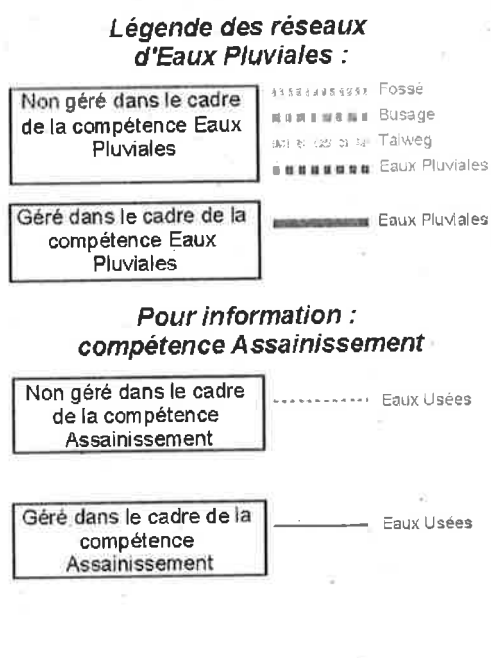 Légende des réseaux
d'Eaux Pluviales :
Non géré dans le cadre
de la compétence Eaux
Pluviales
Fossé
Busage
Talweg
Eaux Pluviales
Géré dans le cadre de la
compétence Eaux
Pluviales
Eaux Pluviales
Pour information :
compétence Assainissement
Non géré dans le cadre
de la compétence
Assainissement
Eaux Usées
Géré dans le cadre de la
compétence
Assainissement
Eaux Usées